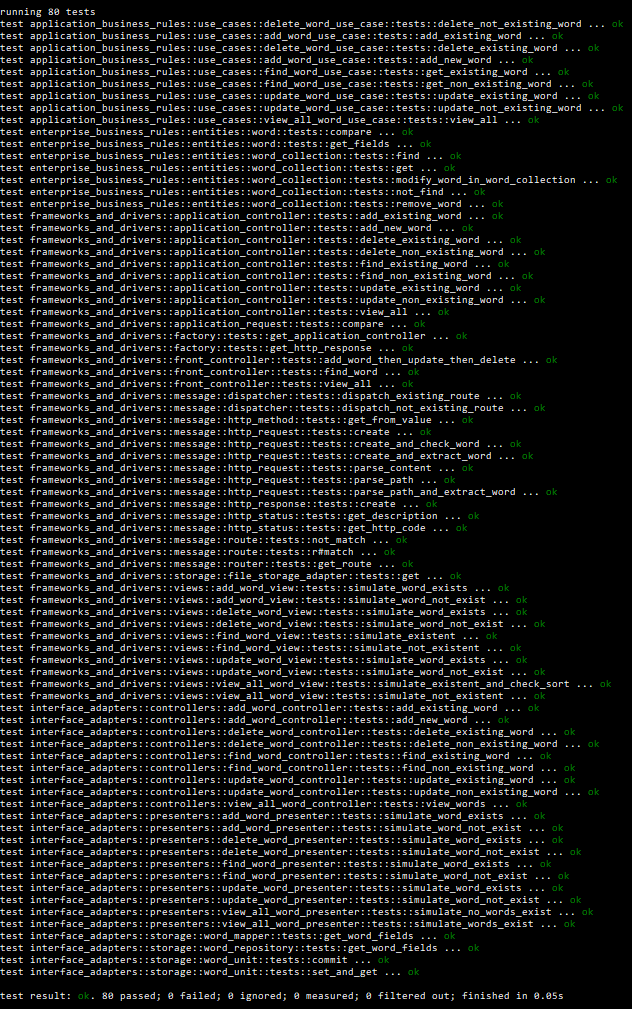 running 80 tests
test application_business_rules::use_cases::delete_word_use_case::tests::delete_not_existing_word ... ok
test application_business_rules::use_cases::add_word_use_case::tests::add_existing_word ... ok
test application_business_rules::use_cases::delete_word_use_case::tests::delete_existing_word ... ok
test application_business_rules::use_cases::add_word_use_case::tests::add_new_word ... ok
test application_business_rules::use_cases::find_word_use_case::tests::get_existing_word ... ok
test application_business_rules::use_cases::find_word_use_case::tests::get_non_existing_word ... ok
test application_business_rules::use_cases::update_word_use_case::tests::update_existing_word ... ok
test application_business_rules::use_cases::update_word_use_case::tests::update_not_existing_word ... ok
test application_business_rules::use_cases::view_all_word_use_case::tests::view_all ... ok
test enterprise_business_rules::entities::word::tests::compare ... ok
test enterprise_business_rules::entities::word::tests::get_fields ... ok
test enterprise_business_rules::entities::word_collection::tests::find ... ok
test enterprise_business_rules::entities::word_collection::tests::get ... ok
test enterprise_business_rules::entities::word_collection::tests::modify_word_in_word_collection ... ok
test enterprise_business_rules::entities::word_collection::tests::not_find ... ok
test enterprise_business_rules::entities::word_collection::tests::remove_word ... ok
test frameworks_and_drivers::application_controller::tests::add_existing_word ... ok
test frameworks_and_drivers::application_controller::tests::add_new_word ... ok
test frameworks_and_drivers::application_controller::tests::delete_existing_word ... ok
test frameworks_and_drivers::application_controller::tests::delete_non_existing_word ... ok
test frameworks_and_drivers::application_controller::tests::find_existing_word ... ok
test frameworks_and_drivers::application_controller::tests::find_non_existing_word ... ok
test frameworks_and_drivers::application_controller::tests::update_existing_word ... ok
test frameworks_and_drivers::application_controller::tests::update_non_existing_word ... ok
test frameworks_and_drivers::application_controller::tests::view_all ... ok
test frameworks_and_drivers::application_request::tests::compare ... ok
test frameworks_and_drivers::factory::tests::get_application_controller ... ok
test frameworks_and_drivers::factory::tests::get_http_response ... ok
test frameworks_and_drivers::front_controller::tests::add_word_then_update_then_delete ... ok
test frameworks_and_drivers::front_controller::tests::find_word ... ok
test frameworks_and_drivers::front_controller::tests::view_all ... ok
test frameworks_and_drivers::message::dispatcher::tests::dispatch_existing_route ... ok
test frameworks_and_drivers::message::dispatcher::tests::dispatch_not_existing_route ... ok
test frameworks_and_drivers::message::http_method::tests::get_from_value ... ok
test frameworks_and_drivers::message::http_request::tests::create ... ok
test frameworks_and_drivers::message::http_request::tests::create_and_check_word ... ok
test frameworks_and_drivers::message::http_request::tests::create_and_extract_word ... ok
test frameworks_and_drivers::message::http_request::tests::parse_content ... ok
test frameworks_and_drivers::message::http_request::tests::parse_path ... ok
test frameworks_and_drivers::message::http_request::tests::parse_path_and_extract_word ... ok
test frameworks_and_drivers::message::http_response::tests::create ... ok
test frameworks_and_drivers::message::http_status::tests::get_description ... ok
test frameworks_and_drivers::message::http_status::tests::get_http_code ... ok
test frameworks_and_drivers::message::route::tests::not_match ... ok
test frameworks_and_drivers::message::route::tests::r#match ... ok
test frameworks_and_drivers::message::router::tests::get_route ... ok
test frameworks_and_drivers::storage::file_storage_adapter::tests::get ... ok
test frameworks_and_drivers::views::add_word_view::tests::simulate_word_exists ... ok
test frameworks_and_drivers::views::add_word_view::tests::simulate_word_not_exist ... ok
test frameworks_and_drivers::views::delete_word_view::tests::simulate_word_exists ... ok
test frameworks_and_drivers::views::delete_word_view::tests::simulate_word_not_exist ... ok
test frameworks_and_drivers::views::find_word_view::tests::simulate_existent ... ok
test frameworks_and_drivers::views::find_word_view::tests::simulate_not_existent ... ok
test frameworks_and_drivers::views::update_word_view::tests::simulate_word_exists ... ok
test frameworks_and_drivers::views::update_word_view::tests::simulate_word_not_exist ... ok
test frameworks_and_drivers::views::view_all_word_view::tests::simulate_existent_and_check_sort ... ok
test frameworks_and_drivers::views::view_all_word_view::tests::simulate_not_existent ... ok
test interface_adapters::controllers::add_word_controller::tests::add_existing_word ... ok
test interface_adapters::controllers::add_word_controller::tests::add_new_word ... ok
test interface_adapters::controllers::delete_word_controller::tests::delete_existing_word ... ok
test interface_adapters::controllers::delete_word_controller::tests::delete_non_existing_word ... ok
test interface_adapters::controllers::find_word_controller::tests::find_existing_word ... ok
test interface_adapters::controllers::find_word_controller::tests::find_non_existing_word ... ok
test interface_adapters::controllers::update_word_controller::tests::update_existing_word ... ok
test interface_adapters::controllers::update_word_controller::tests::update_non_existing_word ... ok
test interface_adapters::controllers::view_all_word_controller::tests::view_words ... ok
test interface_adapters::presenters::add_word_presenter::tests::simulate_word_exists ... ok
test interface_adapters::presenters::add_word_presenter::tests::simulate_word_not_exist ... ok
test interface_adapters::presenters::delete_word_presenter::tests::simulate_word_exists ... ok
test interface_adapters::presenters::delete_word_presenter::tests::simulate_word_not_exist ... ok
test interface_adapters::presenters::find_word_presenter::tests::simulate_word_exists ... ok
test interface_adapters::presenters::find_word_presenter::tests::simulate_word_not_exist ... ok
test interface_adapters::presenters::update_word_presenter::tests::simulate_word_exists ... ok
test interface_adapters::presenters::update_word_presenter::tests::simulate_word_not_exist ... ok
test interface_adapters::presenters::view_all_word_presenter::tests::simulate_no_words_exist ... ok
test interface_adapters::presenters::view_all_word_presenter::tests::simulate_words_exist ... ok
test interface_adapters::storage::word_mapper::tests::get_word_fields ... ok
test interface_adapters::storage::word_repository::tests::get_word_fields ... ok
test interface_adapters::storage::word_unit::tests::commit ... ok
test interface_adapters::storage::word_unit::tests::set_and_get ... ok
test result: ok. 80 passed; 0 failed; 0 ignored; 0 measured; 0 filtered out; finished in 0.05s